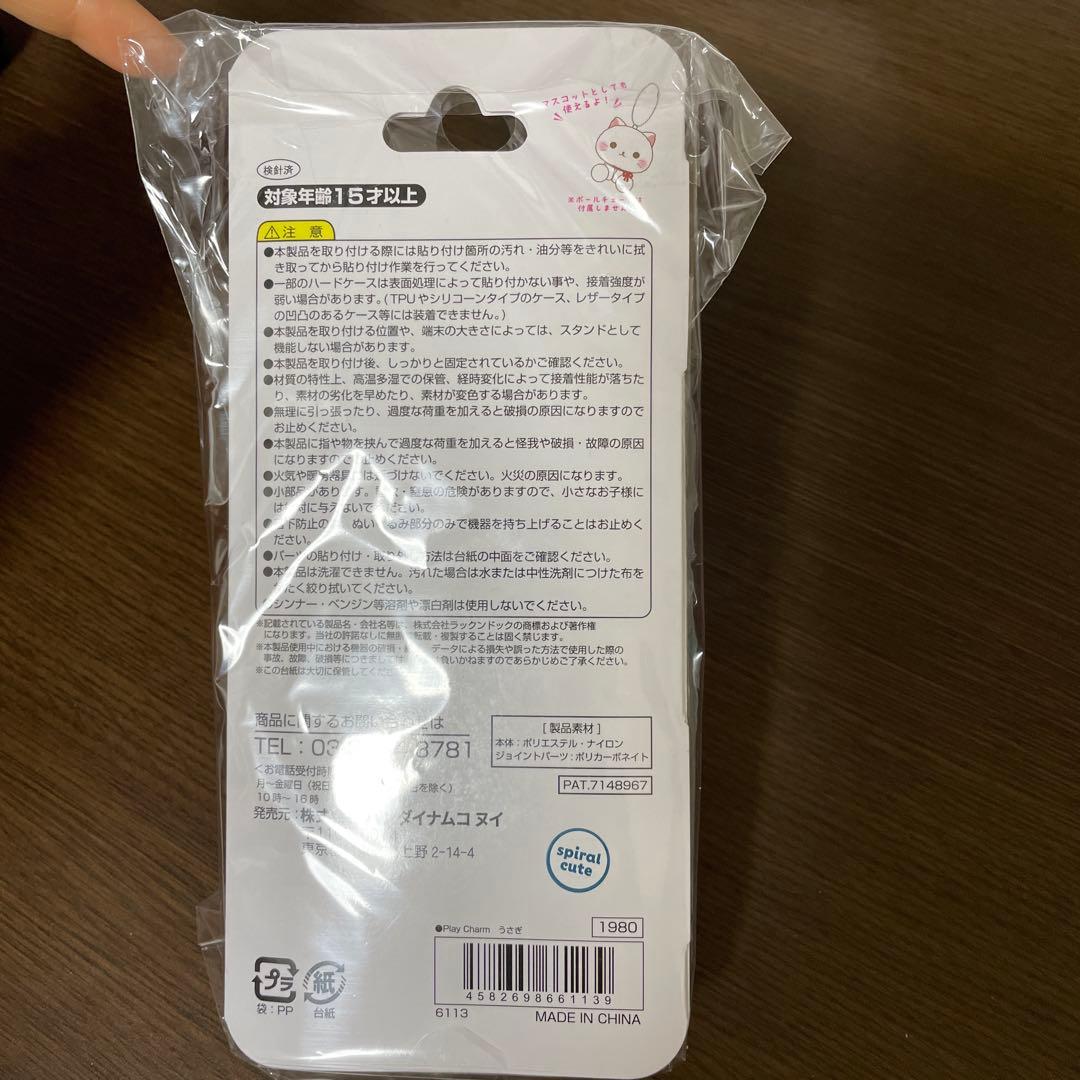 マスコットとしても
使えるよ!
※ボールチェ
付属しません
検針済
対象年齢15才以上
注 意
●本製品を取り付ける際には貼り付け箇所の汚れ・油分等をきれいに拭
き取ってから貼り付け作業を行ってください。
●一部のハードケースは表面処理によって貼り付かない事や、接着強度が
弱い場合があります。(TPUやシリコーンタイプのケース、レザータイプ
の凹凸のあるケース等には装着できません。)
●本製品を取り付ける位置や、端末の大きさによっては、スタンドとして
機能しない場合があります。
●本製品を取り付け後、しっかりと固定されているかご確認ください。
●材質の特性上、高温多湿での保管、経時変化によって接着性能が落ちた
り、素材の劣化を早めたり、素材が変色する場合があります。
●無理に引っ張ったり、過度な荷重を加えると破損の原因になりますので
お止めください。
●本製品に指や物を挟んで過度な荷重を加えると怪我や破損・故障の原因
になりますので 止めください。
●火気や暖房器具には近づけないでください。火災の原因になります。
●小部品があります。 ・窒息の危険がありますので、小さなお子様に
は絶対に与えないでください。
下防止の ぬい るみ部分のみで機器を持ち上げることはお止めく
ださい。
●パーツの貼り付け・取り外し方法は台紙の中面をご確認ください。
●本製品は洗濯できません。汚れた場合は水または中性洗剤につけた布を
かたく絞り拭いてください。
●シンナー・ベンジン等溶剤や漂白剤は使用しないでください。
※記載されている製品名・会社名等は、株式会社ラックンドックの商標および著作権
になります。当社の許諾なしに無断 転載・複製することは固く禁じます。
※本製品使用中における機器の破損・ データによる損失や誤った方法で使用した際の
事故、故障、破損等につきましては 負いかねますのであらかじめご了承ください。
※この台紙は大切に保管してくだ
商品に関するお問い合わせは
TEL:03 8781
<お電話受付時
月〜金曜日(祝日 を除く)
10時〜16時
発売元:株式 ダイナムコ ヌイ
〒11
東京 上野 2-14-4
[ 製品素材 ]
本体:ポリエステル・ナイロン
ジョイントパーツ:ポリカーボネイト
PAT.7148967
spiral
cute
❶Play Charm うさぎ
1980
4582698661139
6113
MADE IN CHINA
プラ
袋:PP
紙
台紙